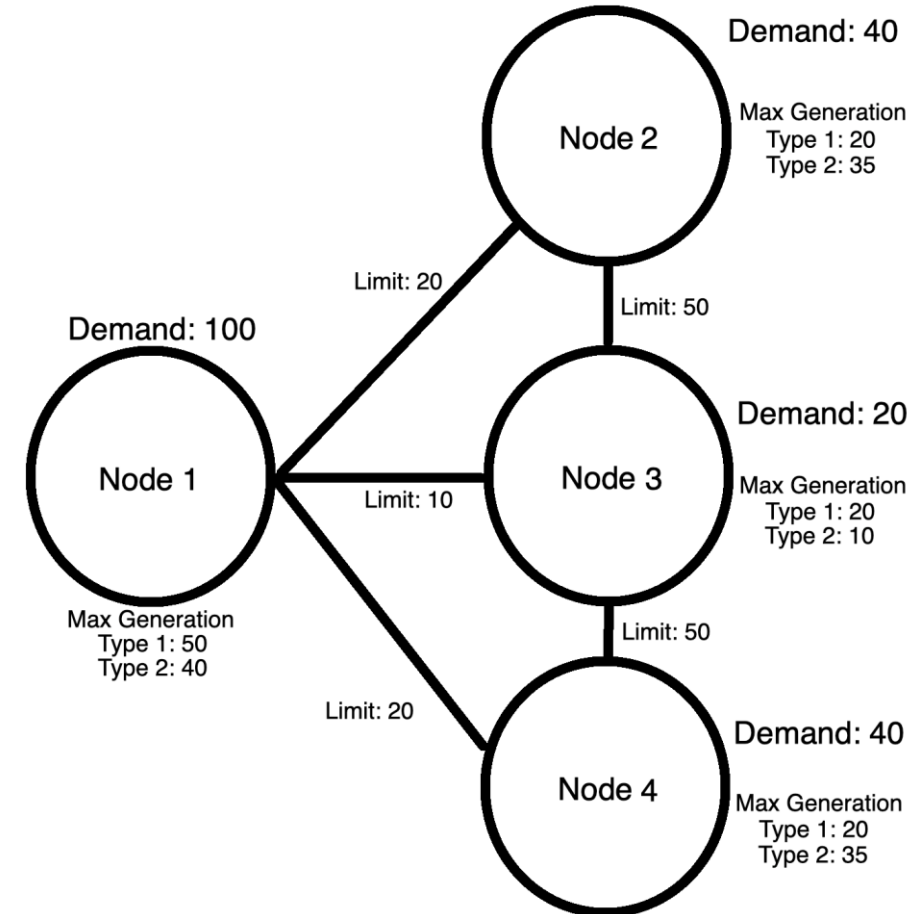 Demand: 40
Max Generation
Type 1: 20
Type 2: 35
Node 2
Limit: 20
Limit: 50
Demand: 100
Node 1
Max Generation
Type 1: 50
Type 2: 40
Limit: 10
Node 3
Demand: 20
Max Generation
Type 1: 20
Type 2: 10
Limit: 50
Limit: 20
Demand: 40
Node 4
Max Generation
Type 1: 20
Type 2: 35